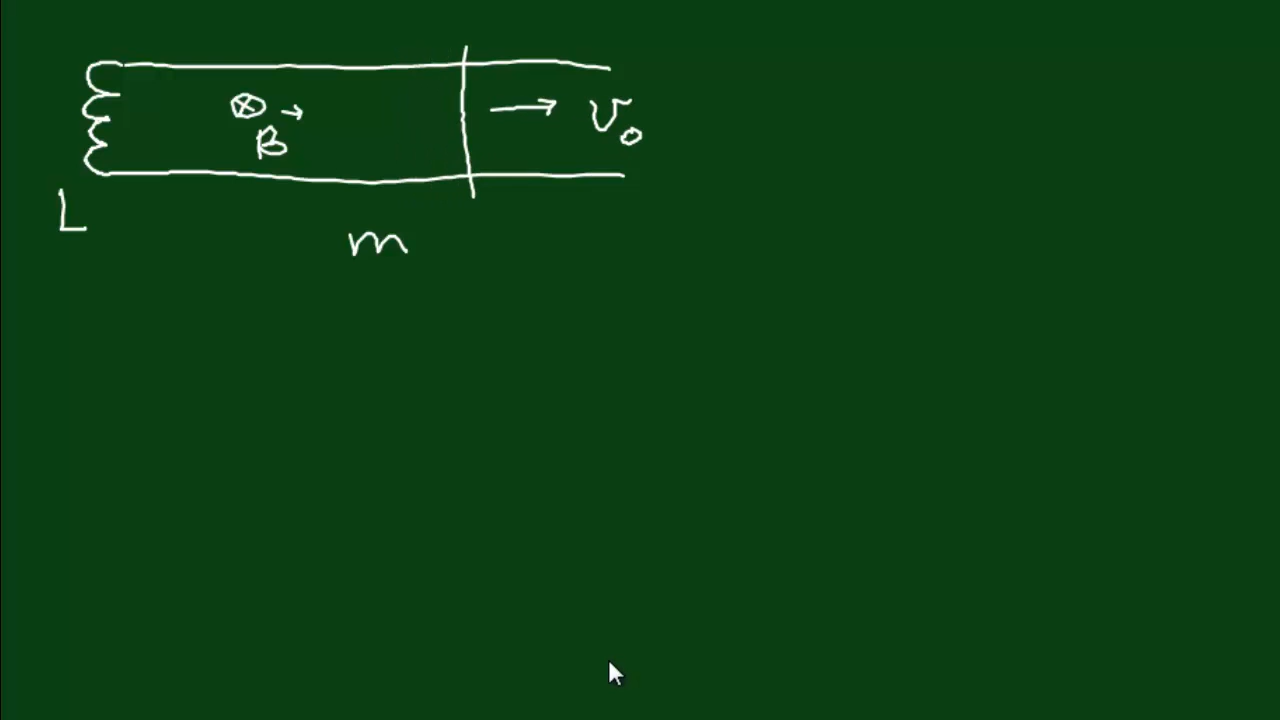 ⊗ →
B
→ v₀
L
m